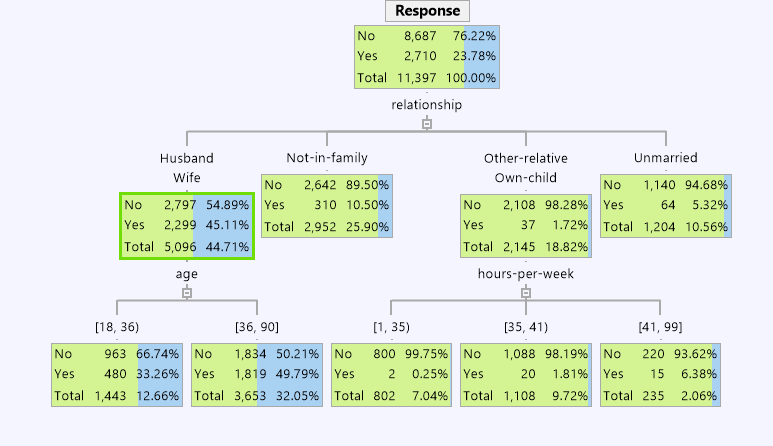 Response
No 8,687 76.22%
Yes 2,710 23.78%
Total 11,397 100.00%
relationship
Husband
Wife
No 2,797 54.89%
Yes 2,299 45.11%
Total 5,096 44.71%
Not-in-family
No 2,642 89.50%
Yes 310 10.50%
Total 2,952 25.90%
Other-relative
Own-child
No 2,108 98.28%
Yes 37 1.72%
Total 2,145 18.82%
Unmarried
No 1,140 94.68%
Yes 64 5.32%
Total 1,204 10.56%
age
hours-per-week
[18, 36)
No 963 66.74%
Yes 480 33.26%
Total 1,443 12.66%
[36, 90]
No 1,834 50.21%
Yes 1,819 49.79%
Total 3,653 32.05%
[1, 35)
No 800 99.75%
Yes 2 0.25%
Total 802 7.04%
[35, 41)
No 1,088 98.19%
Yes 20 1.81%
Total 1,108 9.72%
[41, 99]
No 220 93.62%
Yes 15 6.38%
Total 235 2.06%